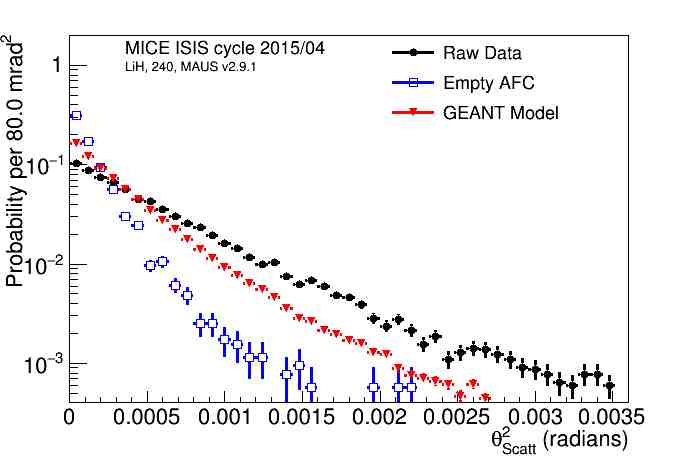 MICE ISIS cycle 2015/04
LiH, 240, MAUS v2.9.1
Raw Data
Empty AFC
GEANT Model
Probability per 80.0 mrad²
1
10⁻¹
10⁻²
10⁻³
0 0.0005 0.001 0.0015 0.002 0.0025 0.003 0.0035
θ²Scatt (radians)